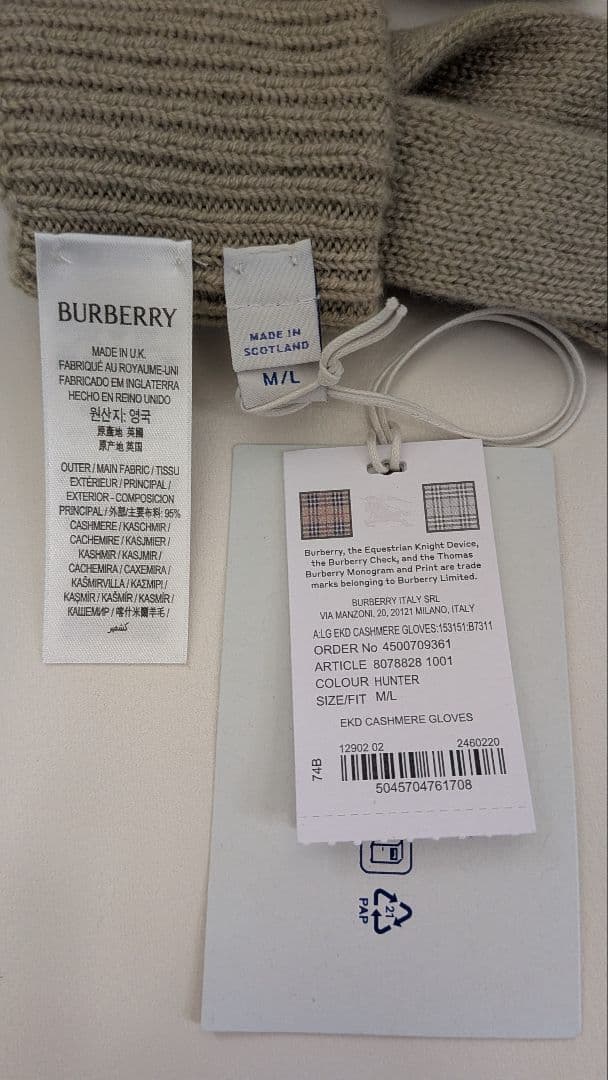 BURBERRY
MADE IN U.K.
FABRIQUÉ AU ROYAUME-UNI
FABRICADO EM INGLATERRA
HECHO EN REINO UNIDO
원산지: 영국
原產地 英國
原产地 英国
OUTER / MAIN FABRIC / TISSU
EXTÉRIEUR / PRINCIPAL /
EXTERIOR - COMPOSICION
PRINCIPAL / 外部/主要布料: 95%
CASHMERE / KASCHMIR /
CACHEMIRE / KASJMIER /
KASHMIR / KASJMIR /
CACHEMIRA / CAXEMIRA /
KAŠMIRVILLA / ΚΑΣΜΙΡΙ /
KAŞMİR / KAŠMÍR / KASMÍR /
КАШЕМИР / 喀什米爾羊毛 /
كشمير
MADE IN
SCOTLAND
M/L
Burberry, the Equestrian Knight Device,
the Burberry Check, and the Thomas
Burberry Monogram and Print are trade
marks belonging to Burberry Limited.
BURBERRY ITALY SRL
VIA MANZONI, 20, 20121 MILANO, ITALY
A:LG EKD CASHMERE GLOVES:153151:B7311
ORDER No 4500709361
ARTICLE 8078828 1001
COLOUR HUNTER
SIZE/FIT M/L
EKD CASHMERE GLOVES
12902 02 2460220
74B
5045704761708
21
PAP